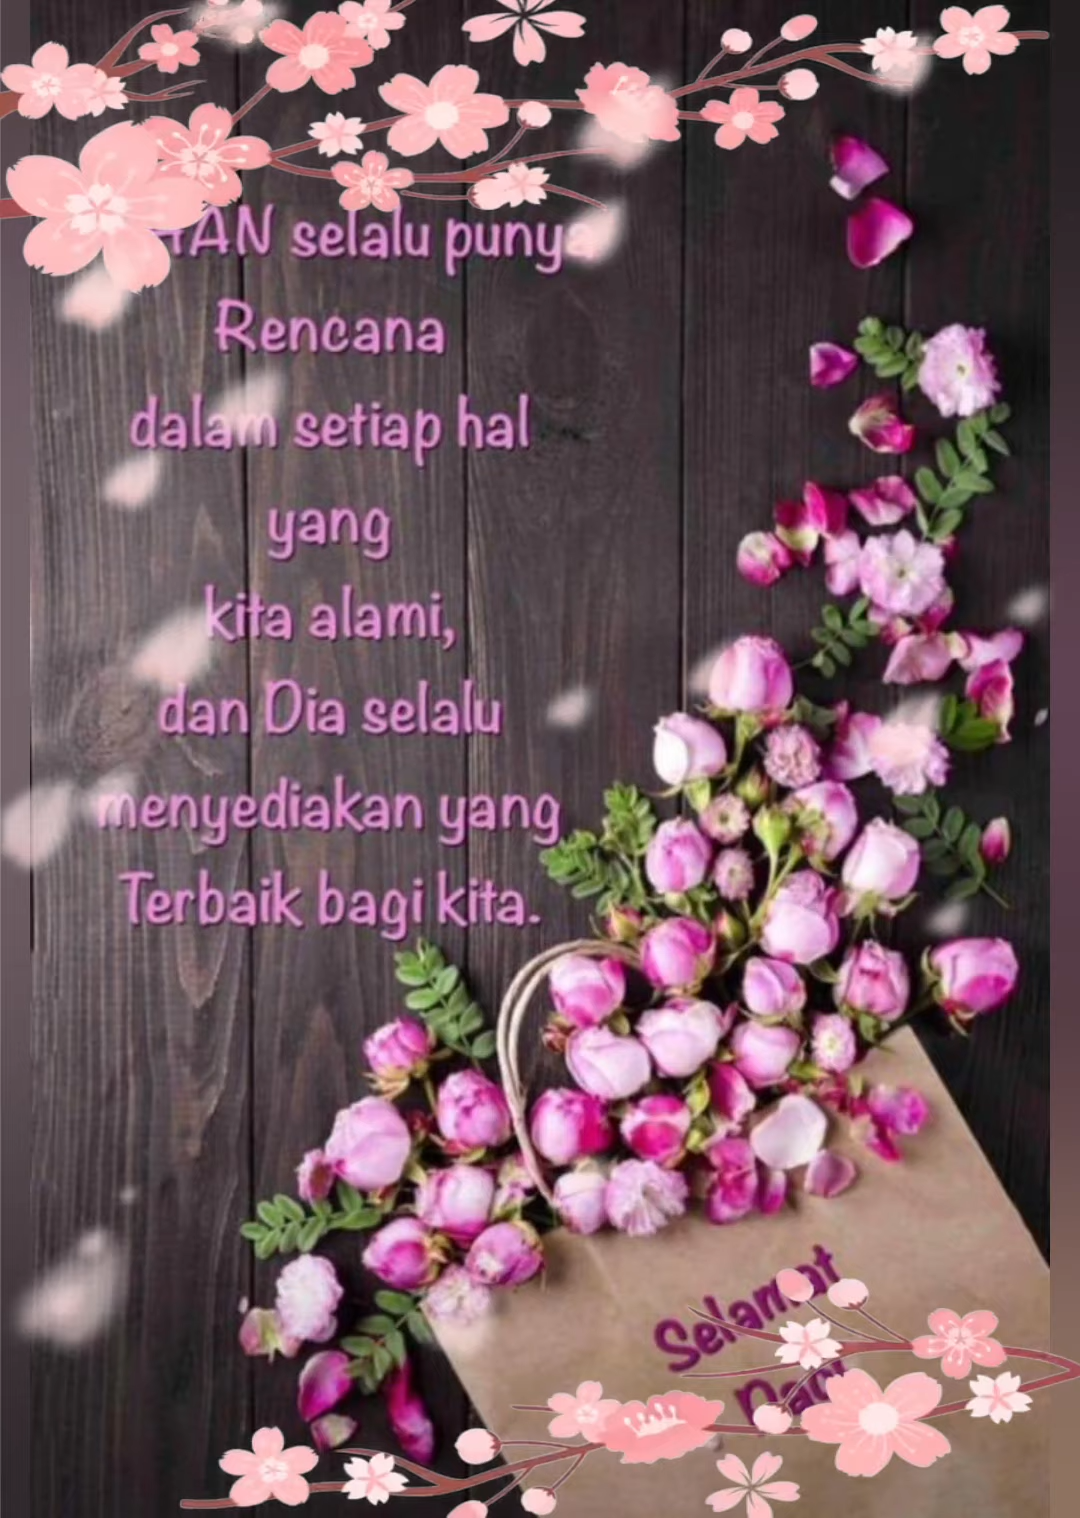 selalu punya
Rencana
dalam setiap hal
yang
kita alami,
dan Dia selalu
menyediakan yang
Terbaik bagi kita.
Selamat